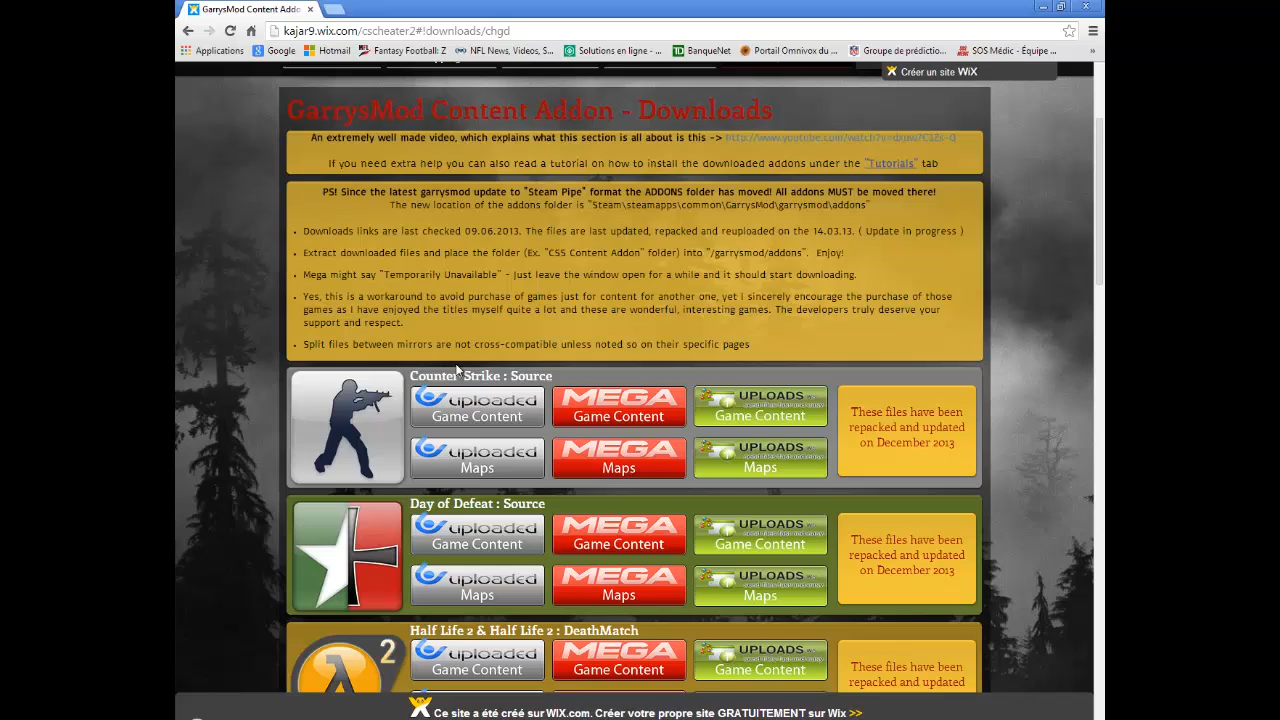 GarrysMod Content Addo
kajar9.wix.com/cscheater2#!downloads/chgd
Applications Google Hotmail Fantasy Football: Z NFL News, Videos, S... Solutions en ligne - ... BanqueNet Portail Omnivox du ... Groupe de prédictio... SOS Médic - Équipe ... »
Créer un site WiX
GarrysMod Content Addon - Downloads
An extremely well made video, which explains what this section is all about is this ->
If you need extra help you can also read a tutorial on how to install the downloaded addons under the "Tutorials" tab
PS! Since the latest garrysmod update to "Steam Pipe" format the ADDONS folder has moved! All addons MUST be moved there!
The new location of the addons folder is "Steam\steamapps\common\GarrysMod\garrysmod\addons"
• Downloads links are last checked 09.06.2013. The files are last updated, repacked and reuploaded on the 14.03.13. ( Update in progress )
• Extract downloaded files and place the folder (Ex. "CSS Content Addon" folder) into "/garrysmod/addons". Enjoy!
• Mega might say "Temporarily Unavailable" - Just leave the window open for a while and it should start downloading.
• Yes, this is a workaround to avoid purchase of games just for content for another one, yet I sincerely encourage the purchase of those
games as I have enjoyed the titles myself quite a lot and these are wonderful, interesting games. The developers truly deserve your
support and respect.
• Split files between mirrors are not cross-compatible unless noted so on their specific pages
Counter Strike : Source
uploaded MEGA UPLOADS
Game Content Game Content Game Content
These files have been
repacked and updated
on December 2013
uploaded MEGA UPLOADS
Maps Maps Maps
Day of Defeat : Source
uploaded MEGA UPLOADS
Game Content Game Content Game Content
These files have been
repacked and updated
on December 2013
uploaded MEGA UPLOADS
Maps Maps Maps
Half Life 2 & Half Life 2 : DeathMatch
2
uploaded MEGA UPLOADS
Game Content Game Content Game Content
These files have been
repacked and updated
Ce site a été créé sur WIX.com. Créer votre propre site GRATUITEMENT sur Wix >>